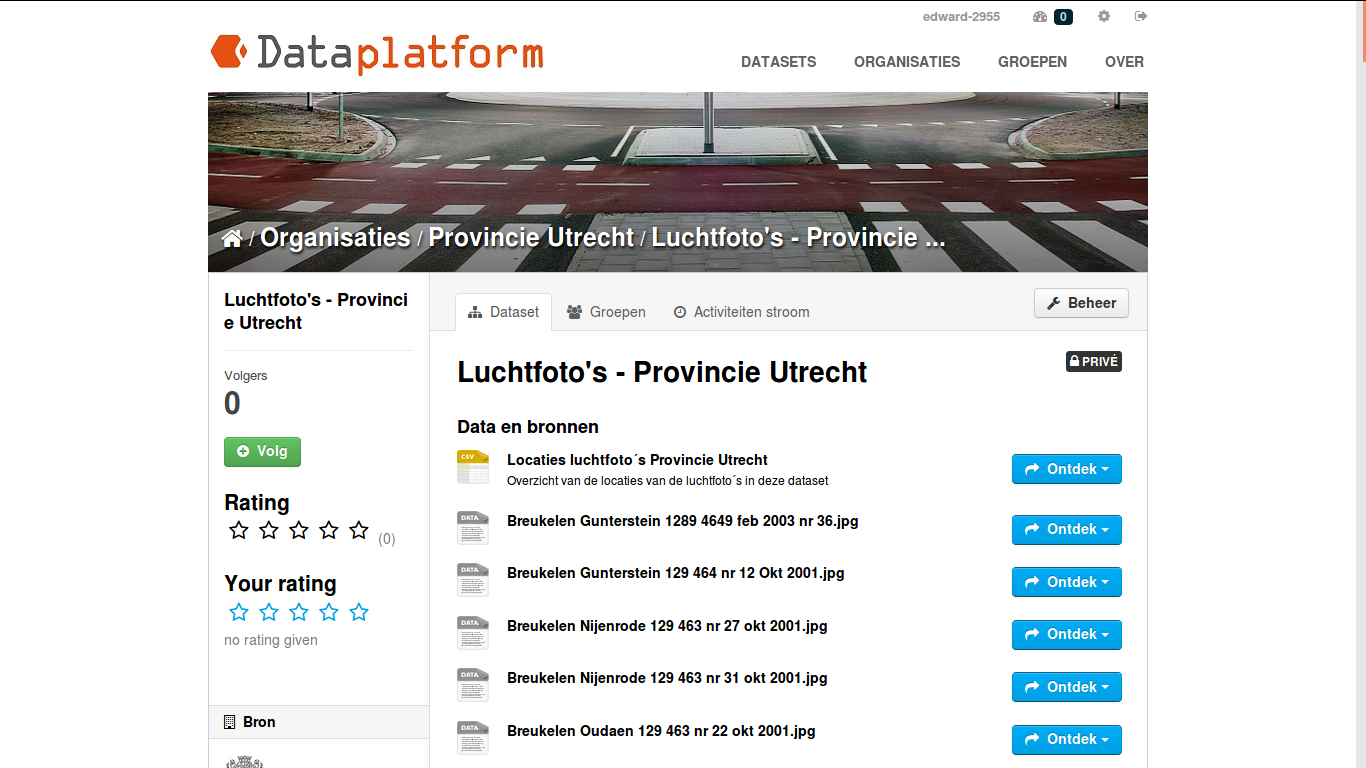 edward-2955 0
Dataplatform
DATASETS ORGANISATIES GROEPEN OVER
/ Organisaties / Provincie Utrecht / Luchtfoto's - Provincie ...
Luchtfoto's - Provinci
e Utrecht
Volgers
0
Volg
Rating
(0)
Your rating
no rating given
Bron
Dataset Groepen Activiteiten stroom Beheer
Luchtfoto's - Provincie Utrecht PRIVÉ
Data en bronnen
CSV Locaties luchtfoto´s Provincie Utrecht Ontdek
Overzicht van de locaties van de luchtfoto´s in deze dataset
DATA Breukelen Gunterstein 1289 4649 feb 2003 nr 36.jpg Ontdek
DATA Breukelen Gunterstein 129 464 nr 12 Okt 2001.jpg Ontdek
DATA Breukelen Nijenrode 129 463 nr 27 okt 2001.jpg Ontdek
DATA Breukelen Nijenrode 129 463 nr 31 okt 2001.jpg Ontdek
DATA Breukelen Oudaen 129 463 nr 22 okt 2001.jpg Ontdek